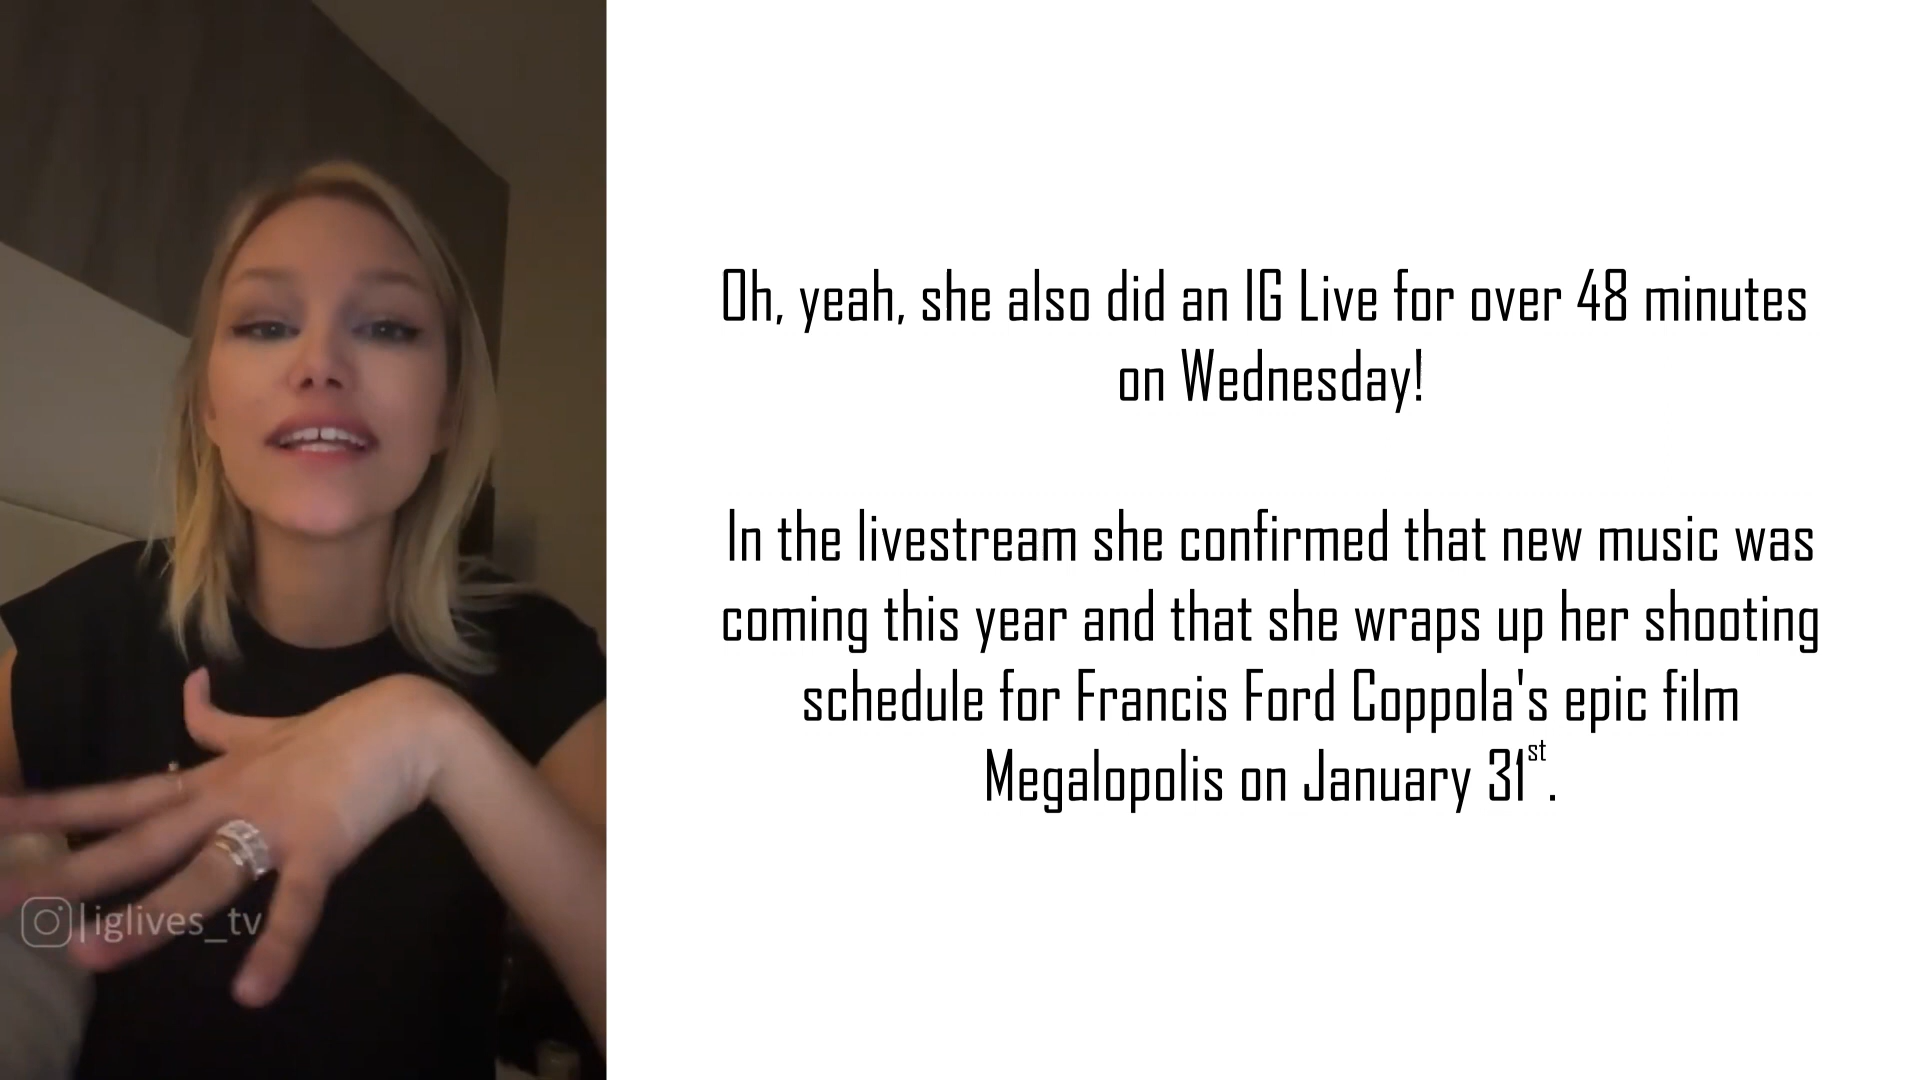 Oh, yeah, she also did an IG Live for over 48 minutes
on Wednesday!
In the livestream she confirmed that new music was
coming this year and that she wraps up her shooting
schedule for Francis Ford Coppola's epic film
Megalopolis on January 31st.
|iglives_tv